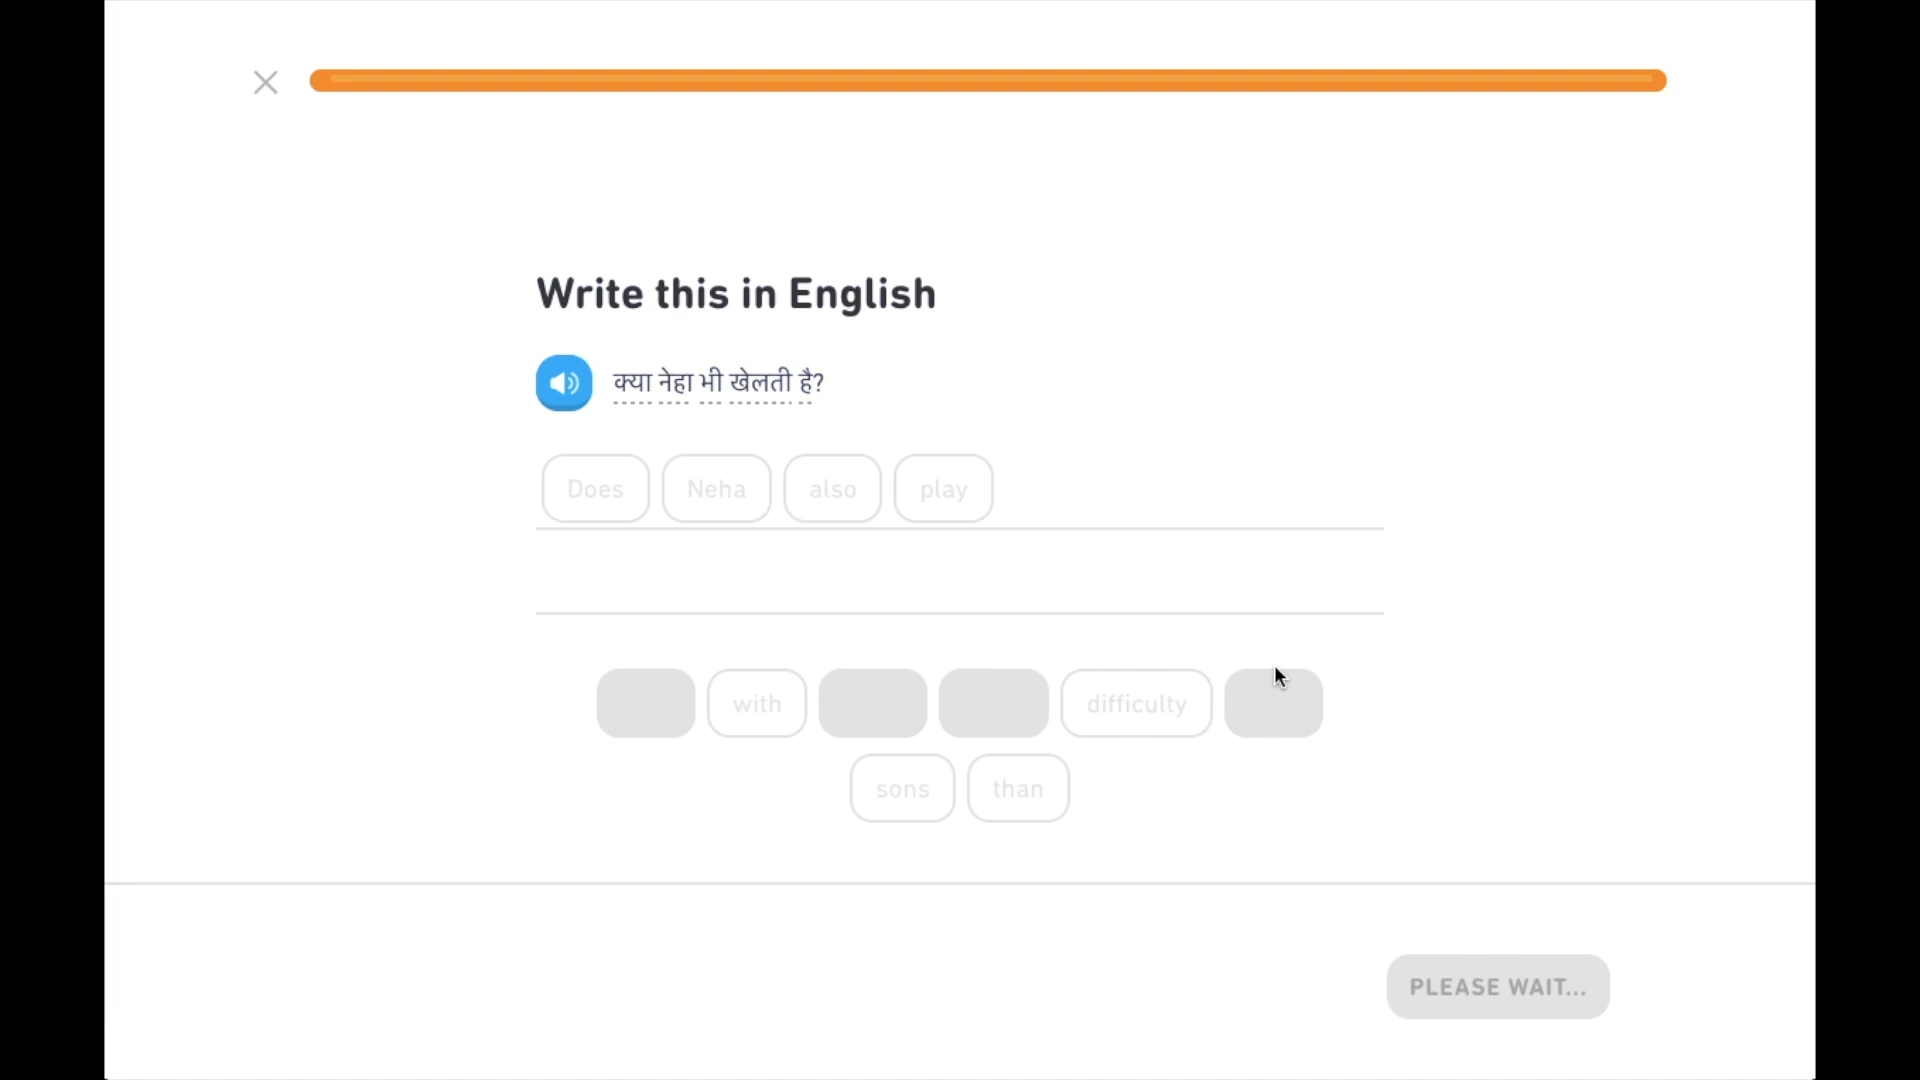 Write this in English
क्या नेहा भी खेलती है?
Does Neha also play
with difficulty
sons than
PLEASE WAIT...